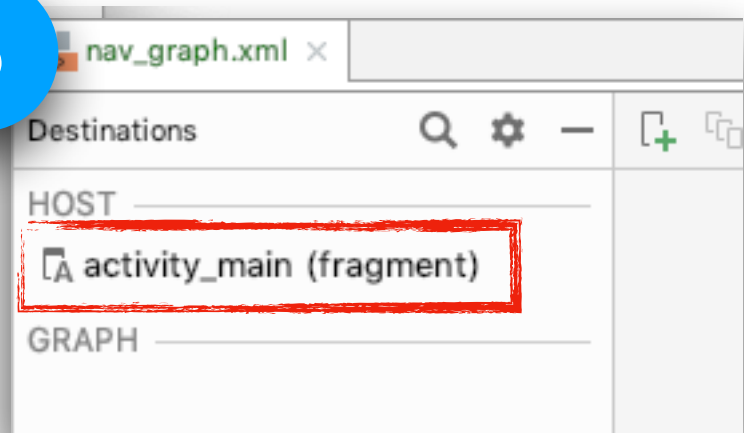 nav_graph.xml
Destinations
HOST
activity_main (fragment)
GRAPH